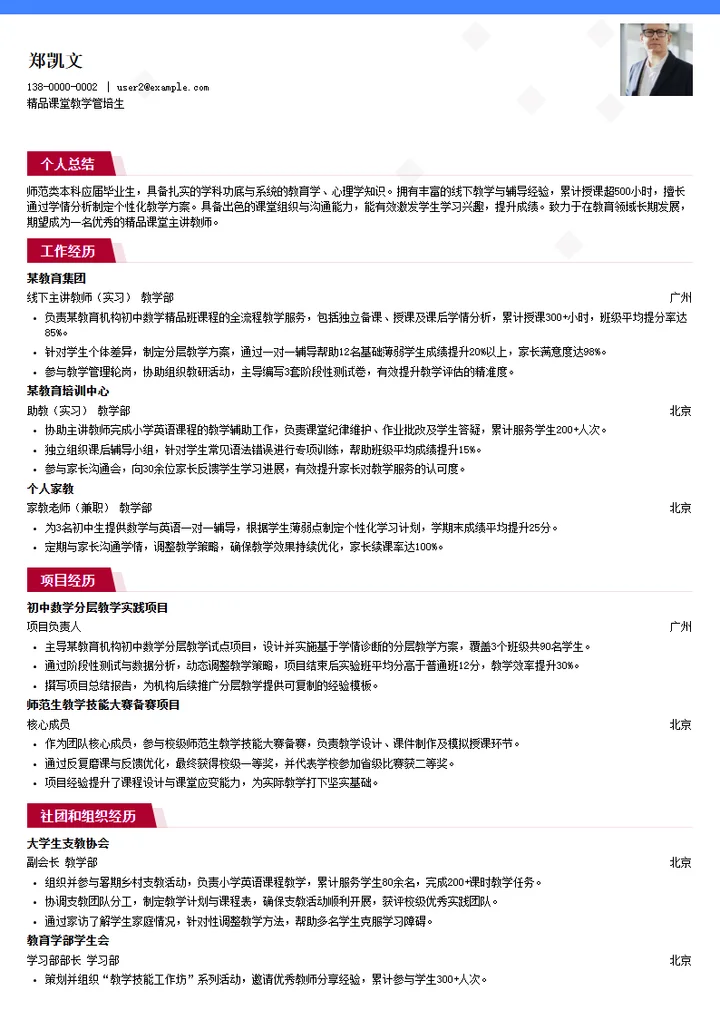 郑凯文
138-0000-0002 | user2@example.com
精品课堂教学管培生
个人总结
师范类本科应届毕业生，具备扎实的学科功底与系统的教育学、心理学知识。拥有丰富的线下教学与辅导经验，累计授课超500小时，擅长
通过学情分析制定个性化教学方案。具备出色的课堂组织与沟通能力，能有效激发学生学习兴趣，提升成绩。致力于在教育领域长期发展，
期望成为一名优秀的精品课堂主讲教师。
工作经历
某教育集团
线下主讲教师（实习） 教学部 广州
• 负责某教育机构初中数学精品班课程的全流程教学服务，包括独立备课、授课及课后学情分析，累计授课300+小时，班级平均提分率达
85%。
• 针对学生个体差异，制定分层教学方案，通过一对一辅导帮助12名基础薄弱学生成绩提升20%以上，家长满意度达98%。
• 参与教学管理轮岗，协助组织教研活动，主导编写3套阶段性测试卷，有效提升教学评估的精准度。
某教育培训中心
助教（实习） 教学部 北京
• 协助主讲教师完成小学英语课程的教学辅助工作，负责课堂纪律维护、作业批改及学生答疑，累计服务学生200+人次。
• 独立组织课后辅导小组，针对学生常见语法错误进行专项训练，帮助班级平均成绩提升15%。
• 参与家长沟通会，向30余位家长反馈学生学习进展，有效提升家长对教学服务的认可度。
个人家教
家教老师（兼职） 教学部 北京
• 为3名初中生提供数学与英语一对一辅导，根据学生薄弱点制定个性化学习计划，学期末成绩平均提升25分。
• 定期与家长沟通学情，调整教学策略，确保教学效果持续优化，家长续课率达100%。
项目经历
初中数学分层教学实践项目
项目负责人 广州
• 主导某教育机构初中数学分层教学试点项目，设计并实施基于学情诊断的分层教学方案，覆盖3个班级共90名学生。
• 通过阶段性测试与数据分析，动态调整教学策略，项目结束后实验班平均分高于普通班12分，教学效率提升30%。
• 撰写项目总结报告，为机构后续推广分层教学提供可复制的经验模板。
师范生教学技能大赛备赛项目
核心成员 北京
• 作为团队核心成员，参与校级师范生教学技能大赛备赛，负责教学设计、课件制作及模拟授课环节。
• 通过反复磨课与反馈优化，最终获得校级一等奖，并代表学校参加省级比赛获二等奖。
• 项目经验提升了课程设计与课堂应变能力，为实际教学打下坚实基础。
社团和组织经历
大学生支教协会
副会长 教学部 北京
• 组织并参与暑期乡村支教活动，负责小学英语课程教学，累计服务学生80余名，完成200+课时教学任务。
• 协调支教团队分工，制定教学计划与课程表，确保支教活动顺利开展，获评校级优秀实践团队。
• 通过家访了解学生家庭情况，针对性调整教学方法，帮助多名学生克服学习障碍。
教育学部学生会
学习部部长 学习部 北京
• 策划并组织“教学技能工作坊”系列活动，邀请优秀教师分享经验，累计参与学生300+人次。